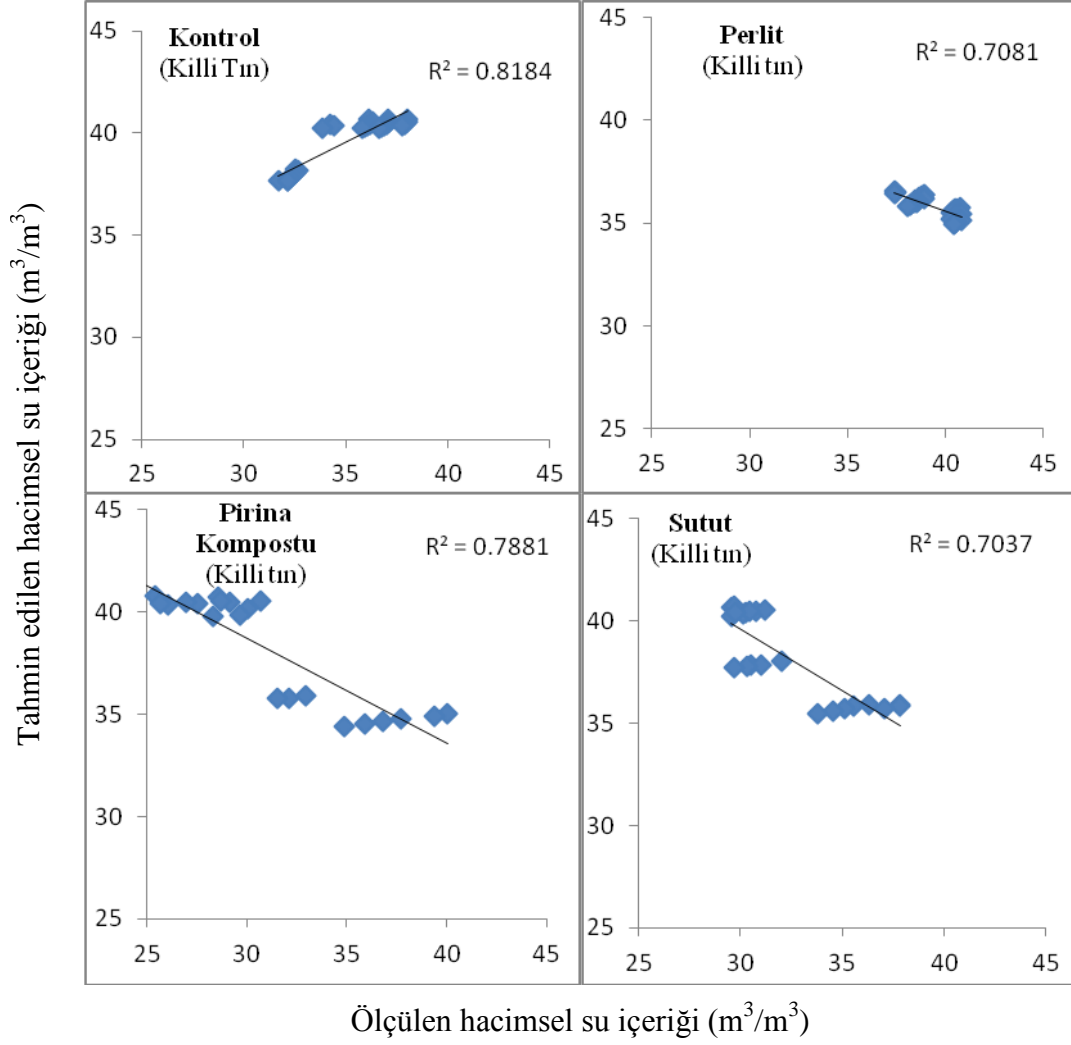 Tahmin edilen hacimsel su içeriği (m³/m³)
Kontrol
(Killi Tın)
R² = 0.8184
45
40
35
30
25
25 30 35 40 45
Perlit
(Killi tın)
R² = 0.7081
45
40
35
30
25
25 30 35 40 45
Pirina
Kompostu
(Killi tın)
R² = 0.7881
45
40
35
30
25
25 30 35 40 45
Sutut
(Killi tın)
R² = 0.7037
45
40
35
30
25
25 30 35 40 45
Ölçülen hacimsel su içeriği (m³/m³)